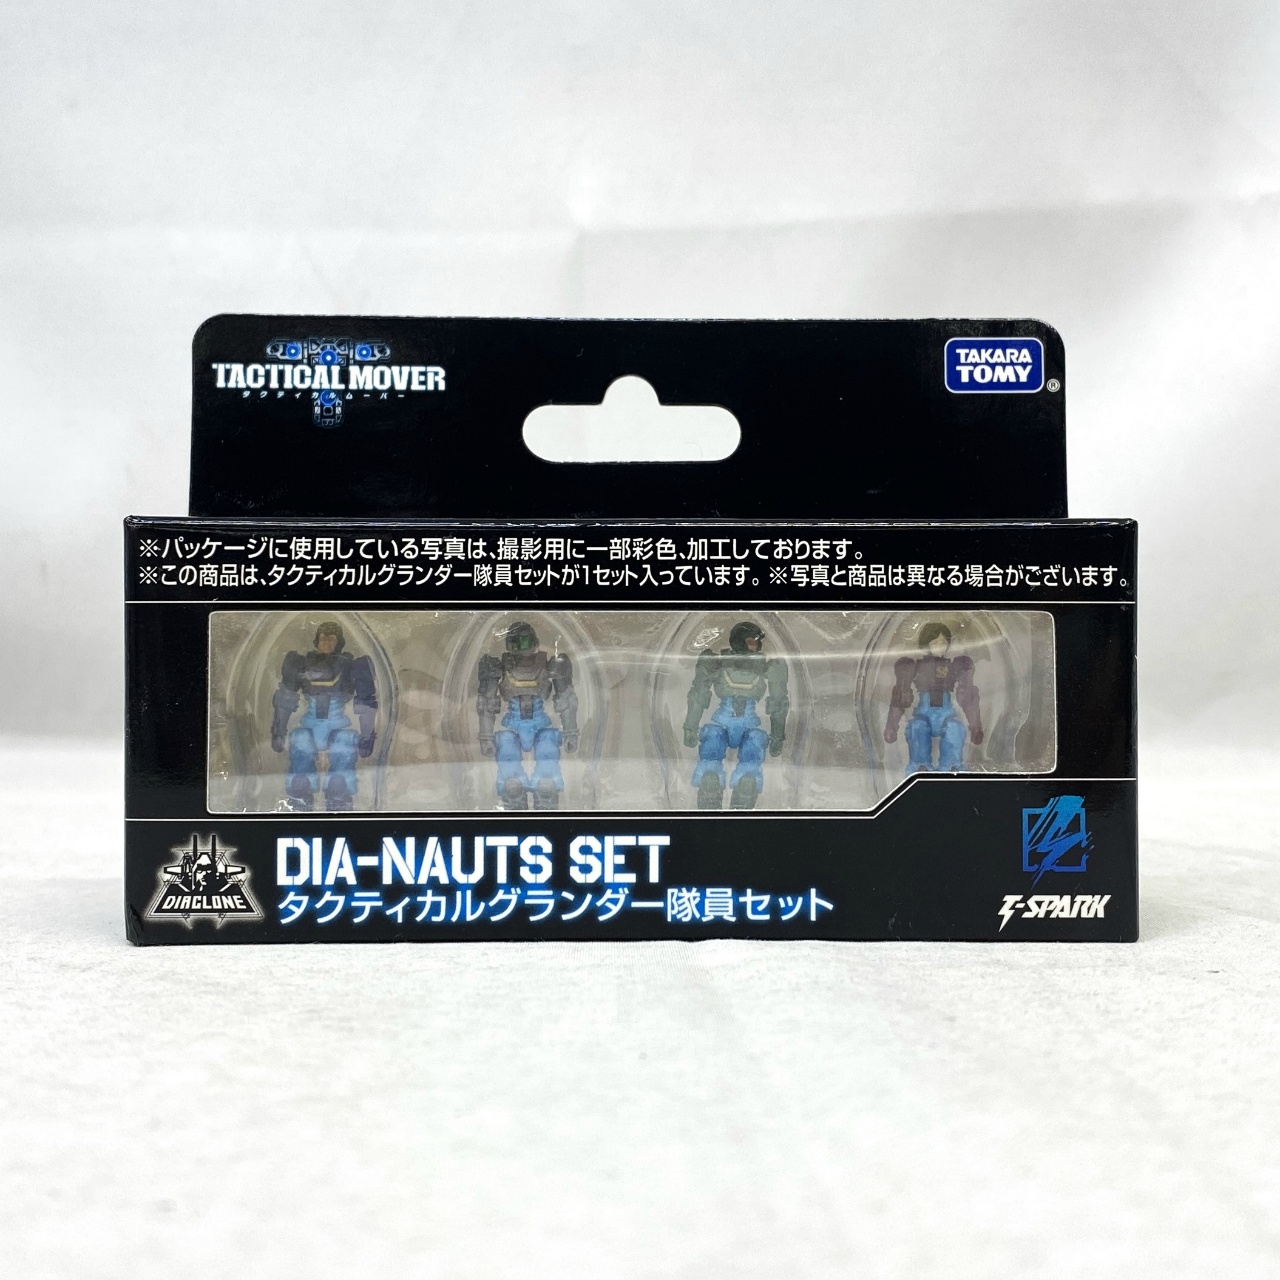 TACTICAL MOVER
タクティカルムーバー
TAKARA
TOMY
®
※パッケージに使用している写真は、撮影用に一部彩色、加工しております。
※この商品は、タクティカルグランダー隊員セットが1セット入っています。※写真と商品は異なる場合がございます。
DIA-NAUTS SET
タクティカルグランダー隊員セット
DIACLONE
T-SPARK